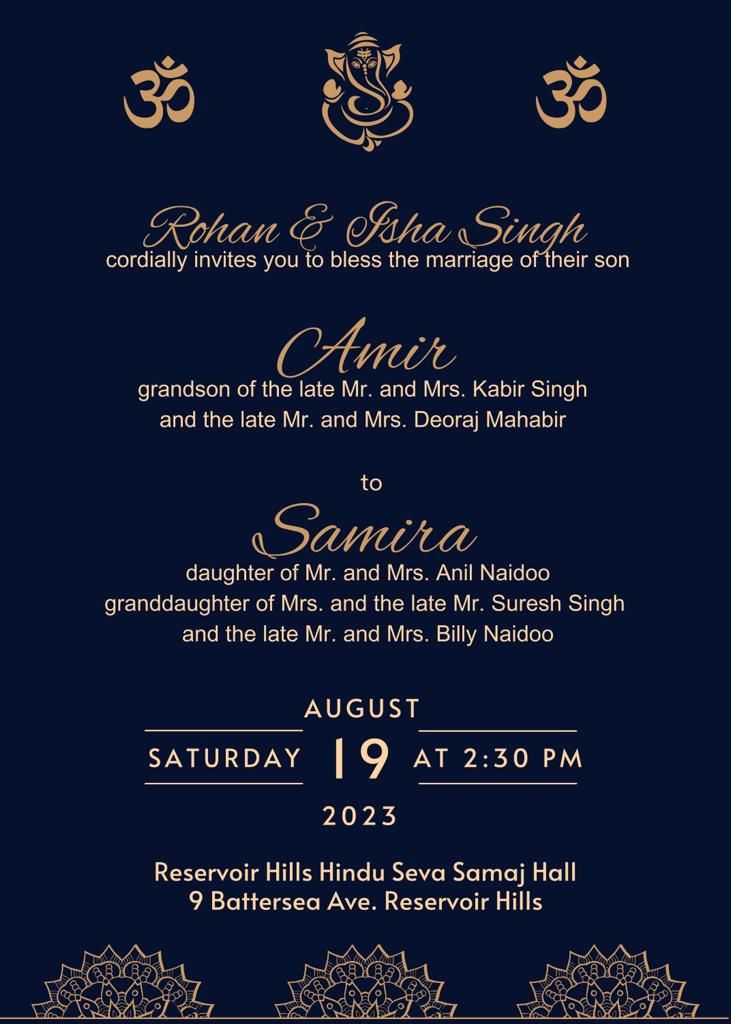 ॐ ॐ
Rohan & Isha Singh
cordially invites you to bless the marriage of their son
Amir
grandson of the late Mr. and Mrs. Kabir Singh
and the late Mr. and Mrs. Deoraj Mahabir
to
Samira
daughter of Mr. and Mrs. Anil Naidoo
granddaughter of Mrs. and the late Mr. Suresh Singh
and the late Mr. and Mrs. Billy Naidoo
AUGUST
SATURDAY 19 AT 2:30 PM
2023
Reservoir Hills Hindu Seva Samaj Hall
9 Battersea Ave. Reservoir Hills